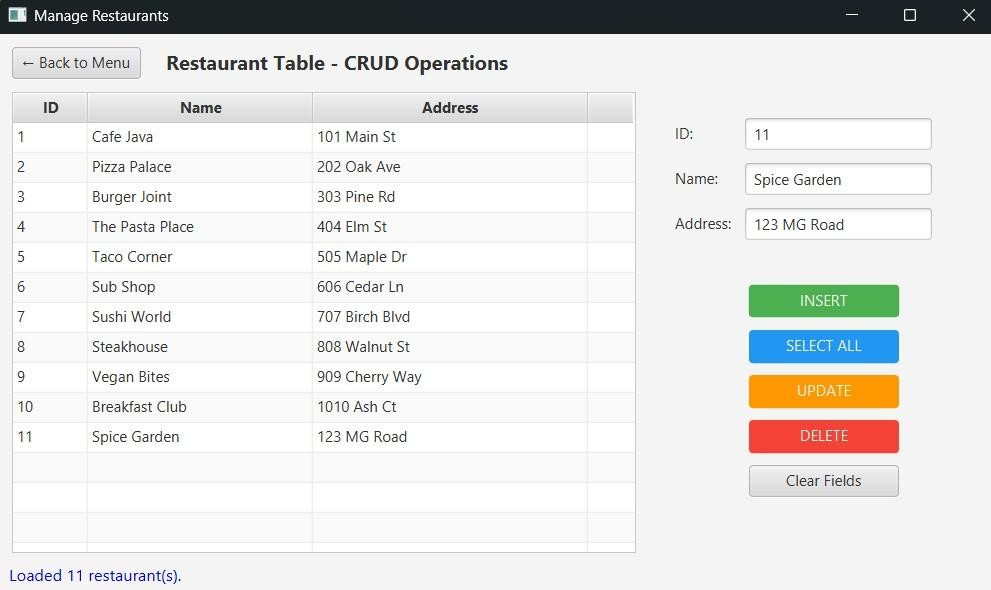 Manage Restaurants
← Back to Menu Restaurant Table - CRUD Operations
ID Name Address
1 Cafe Java 101 Main St
2 Pizza Palace 202 Oak Ave
3 Burger Joint 303 Pine Rd
4 The Pasta Place 404 Elm St
5 Taco Corner 505 Maple Dr
6 Sub Shop 606 Cedar Ln
7 Sushi World 707 Birch Blvd
8 Steakhouse 808 Walnut St
9 Vegan Bites 909 Cherry Way
10 Breakfast Club 1010 Ash Ct
11 Spice Garden 123 MG Road
ID: 11
Name: Spice Garden
Address: 123 MG Road
INSERT
SELECT ALL
UPDATE
DELETE
Clear Fields
Loaded 11 restaurant(s).